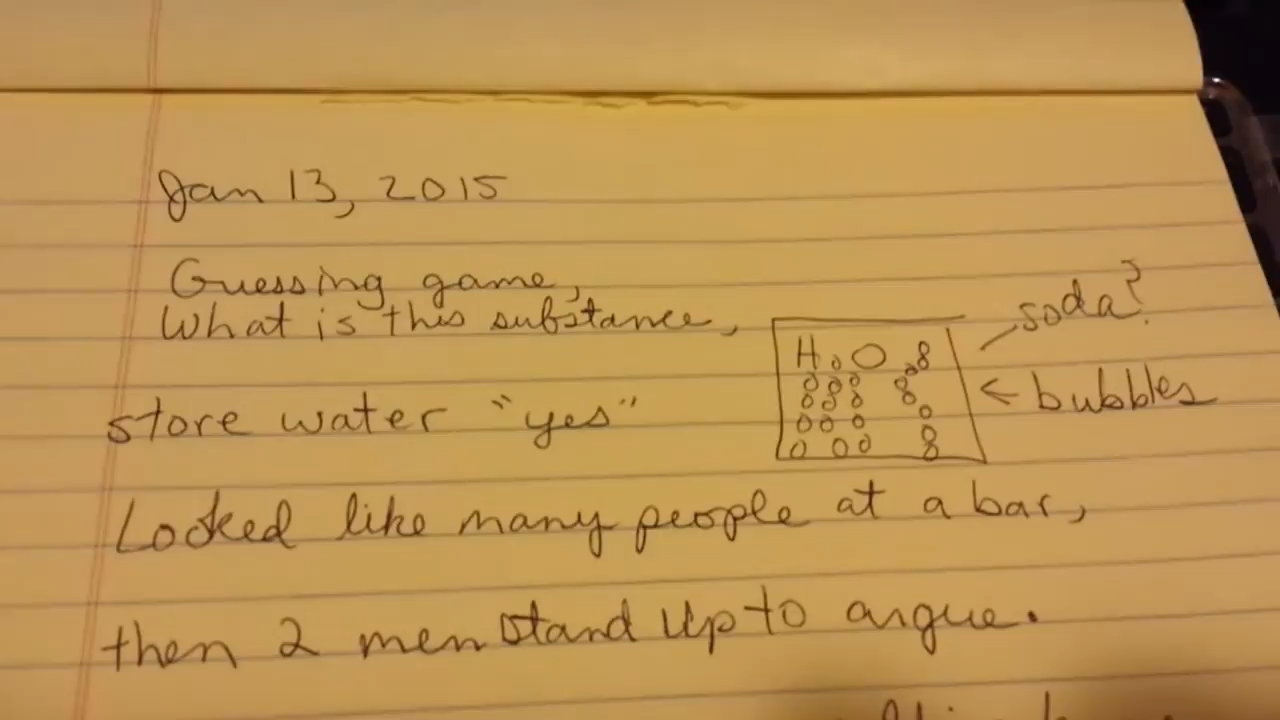 Jan 13, 2015
Guessing game,
What is this substance,
soda?
H2O
bubbles
store water "yes"
Looked like many people at a bar,
then 2 men stand up to argue.